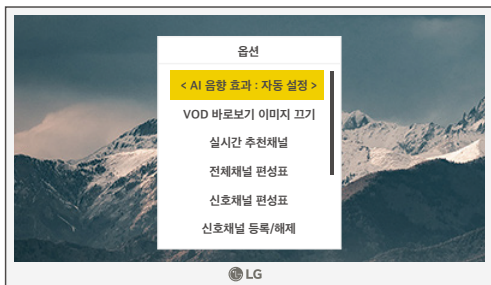 옵션
< AI 음향 효과 : 자동 설정 >
VOD 바로보기 이미지 끄기
실시간 추천채널
전체채널 편성표
신호채널 편성표
신호채널 등록/해제
LG